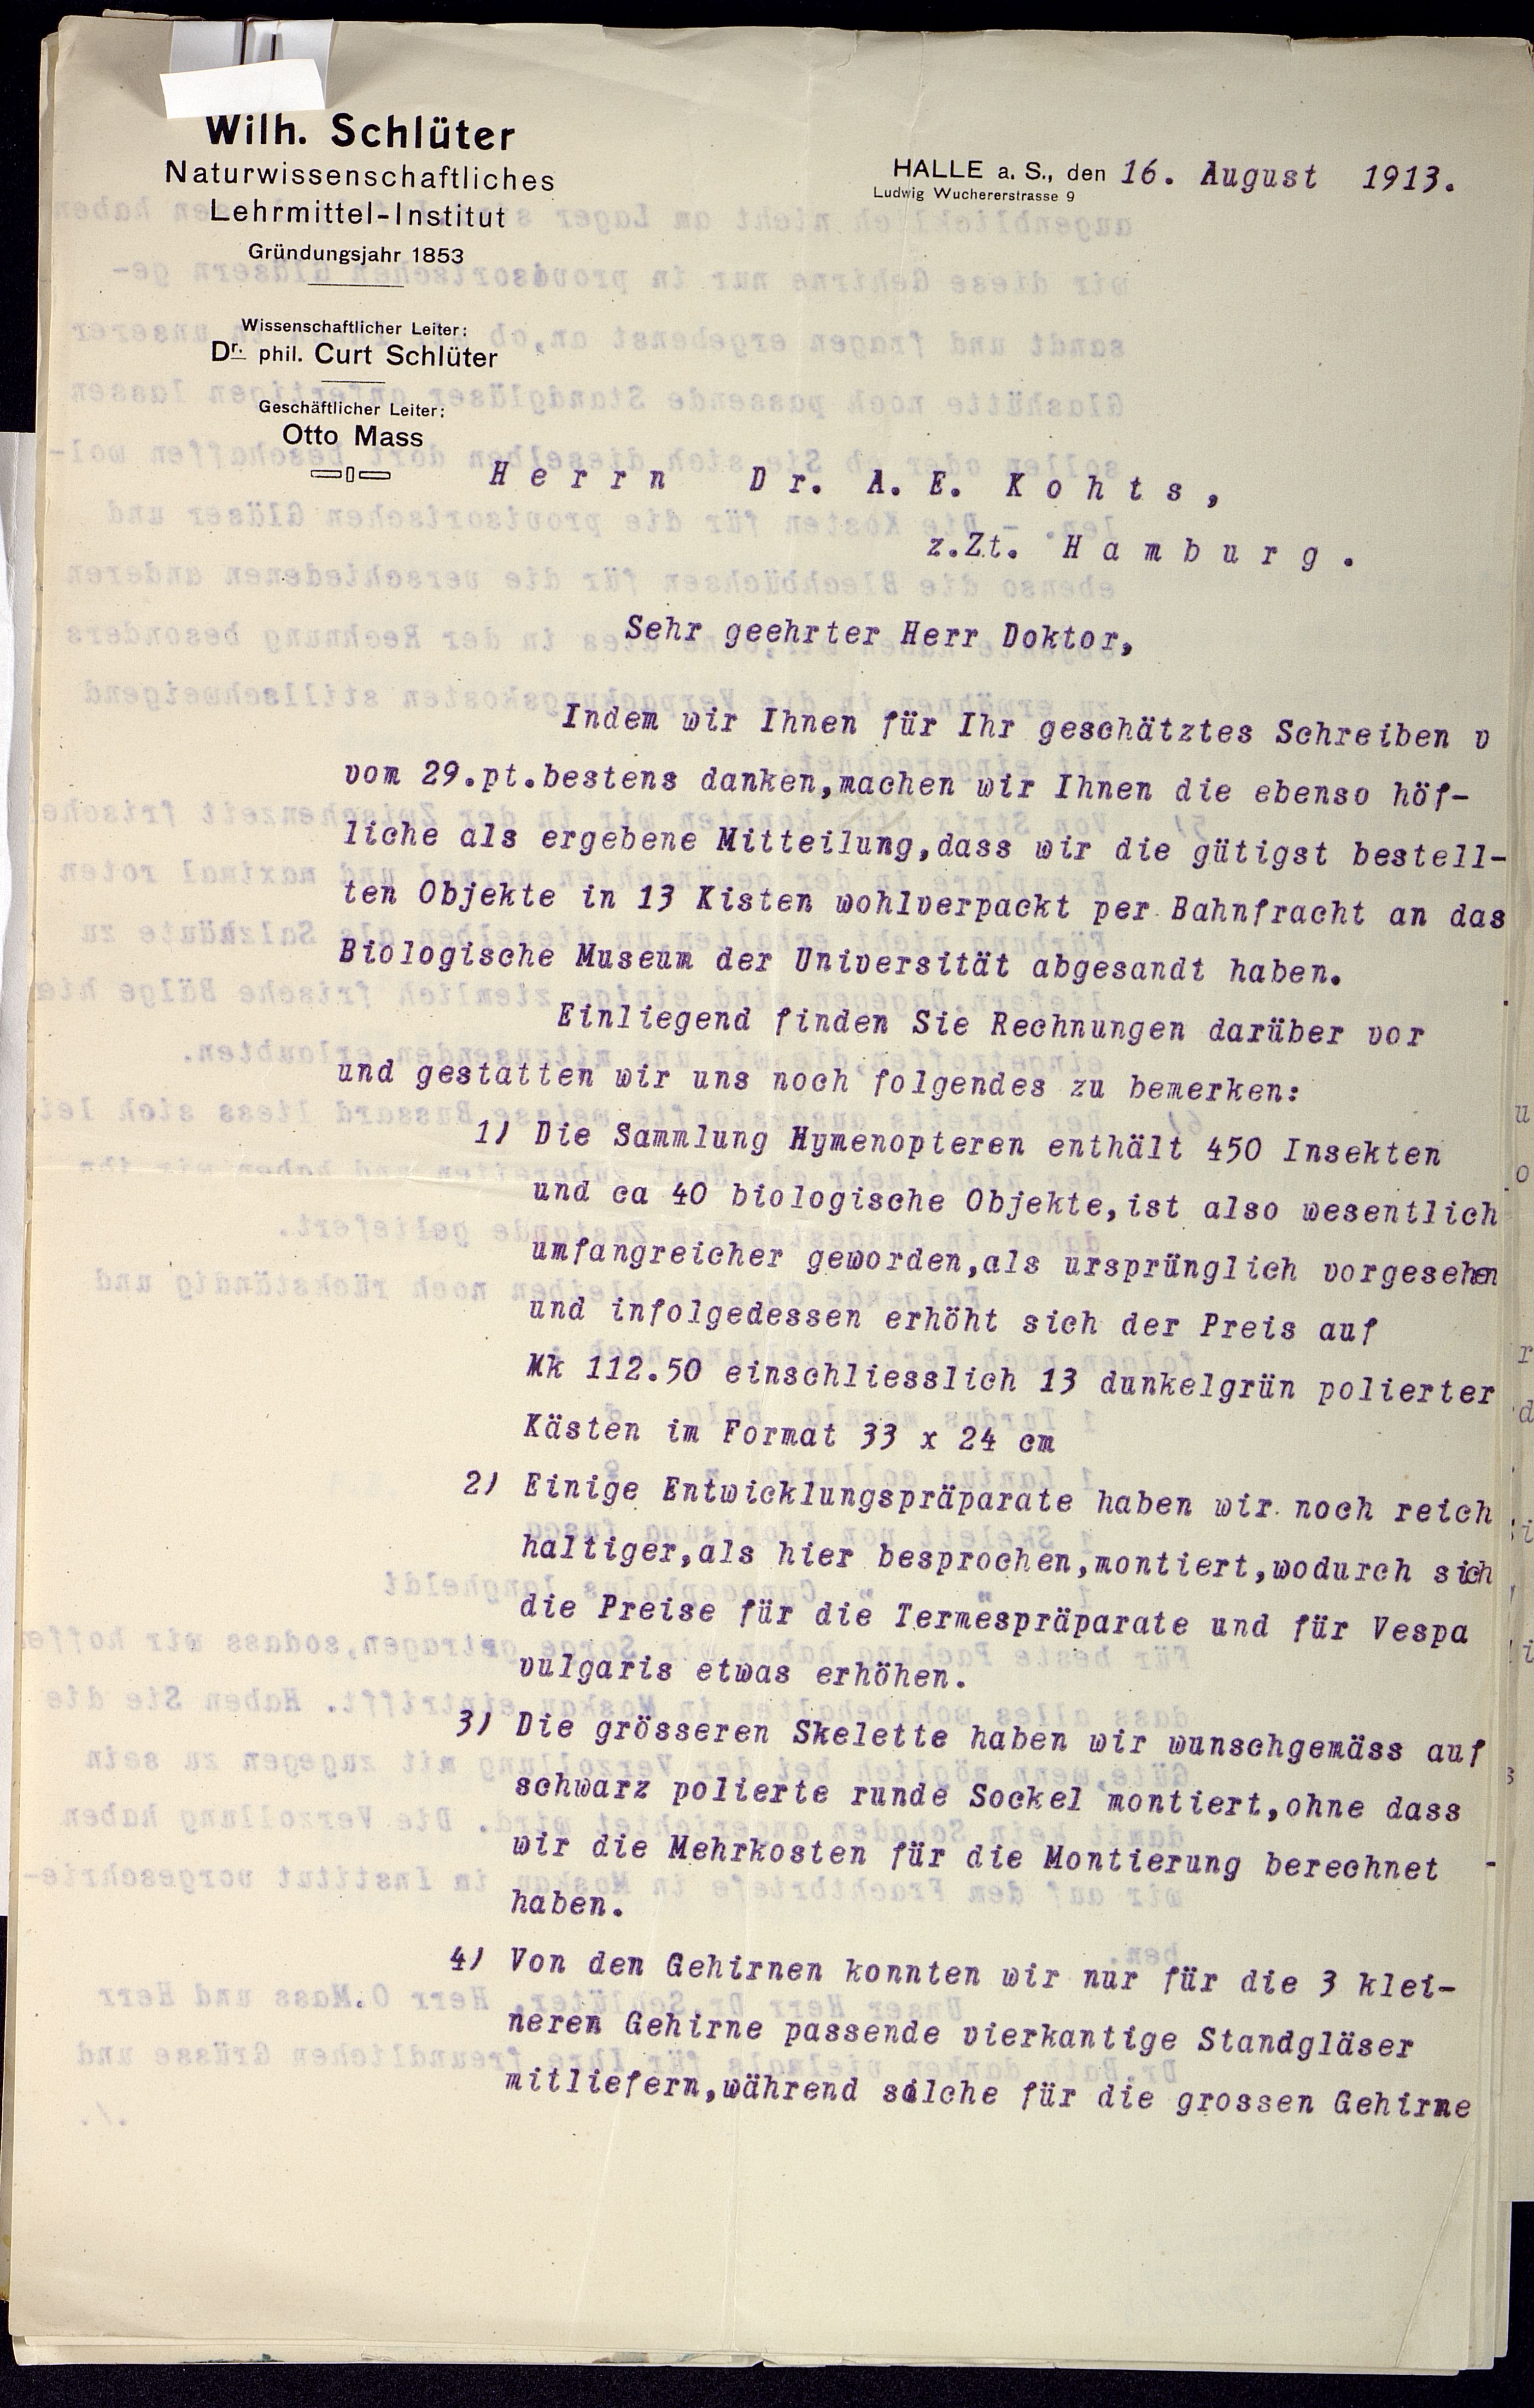 Wilh. Schlüter
Naturwissenschaftliches
Lehrmittel-Institut
Gründungsjahr 1853
Wissenschaftlicher Leiter:
Dr. phil. Curt Schlüter
Geschäftlicher Leiter:
Otto Mass
HALLE a. S., den 16. August 1913.
Ludwig Wuchererstrasse 9
Herrn Dr. A. E. Kohts,
z.Zt. Hamburg.
Sehr geehrter Herr Doktor,
Indem wir Ihnen für Ihr geschätztes Schreiben v
vom 29.pt.bestens danken,machen wir Ihnen die ebenso höf-
liche als ergebene Mitteilung,dass wir die gütigst bestell-
ten Objekte in 13 Kisten wohlverpackt per Bahnfracht an das
Biologische Museum der Universität abgesandt haben.
Einliegend finden Sie Rechnungen darüber vor
und gestatten wir uns noch folgendes zu bemerken:
1) Die Sammlung Hymenopteren enthält 450 Insekten
und ca 40 biologische Objekte,ist also wesentlich
umfangreicher geworden,als ursprünglich vorgesehen
und infolgedessen erhöht sich der Preis auf
Mk 112.50 einschliesslich 13 dunkelgrün polierter
Kästen im Format 33 x 24 cm
2) Einige Entwicklungspräparate haben wir noch reich
haltiger,als hier besprochen,montiert,wodurch sich
die Preise für die Termespräparate und für Vespa
vulgaris etwas erhöhen.
3) Die grösseren Skelette haben wir wunschgemäss auf
schwarz polierte runde Sockel montiert,ohne dass
wir die Mehrkosten für die Montierung berechnet -
haben.
4) Von den Gehirnen konnten wir nur für die 3 klei-
neren Gehirne passende vierkantige Standgläser
mitliefern,während solche für die grossen Gehirne